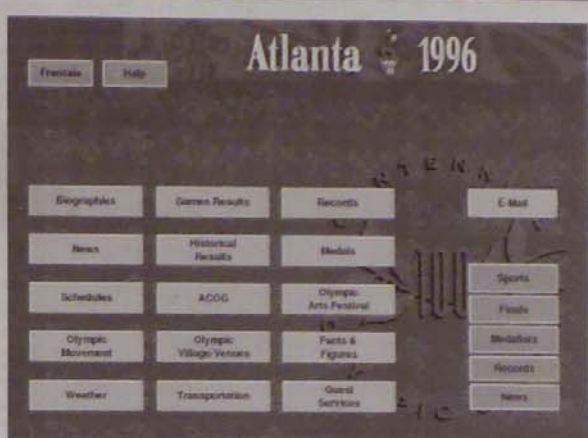 Atlanta 1996
Francais
Help
Biographies
Games Results
Records
E-Mail
News
Historical
Results
Medals
Sports
Schedules
ACOG
Olympic
Arts Festival
Finals
Olympic
Movement
Olympic
Village Venues
Facts &
Figures
Medalists
Records
Weather
Transportation
Guest
Services
News